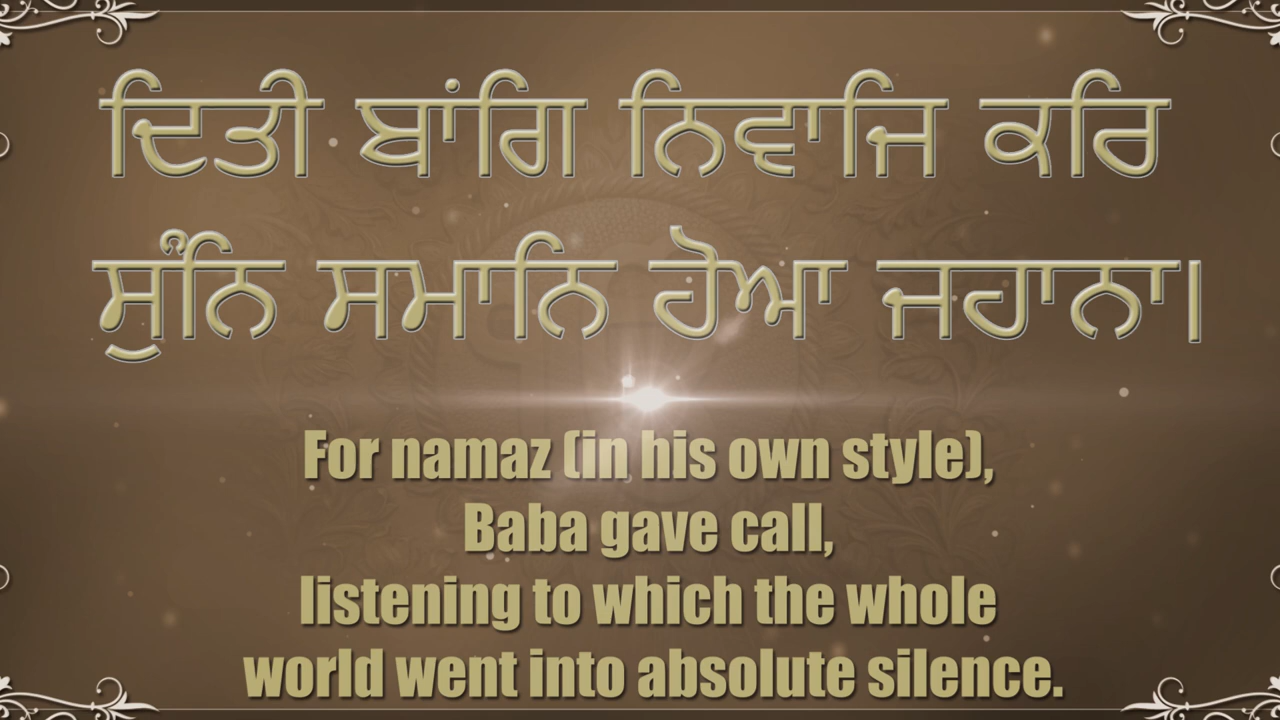 ਦਿਤੀ ਬਾਂਗਿ ਨਿਵਾਜਿ ਕਰਿ
ਸੁੰਨਿ ਸਮਾਨਿ ਹੋਆ ਜਹਾਨਾ।
For namaz (in his own style),
Baba gave call,
listening to which the whole
world went into absolute silence.